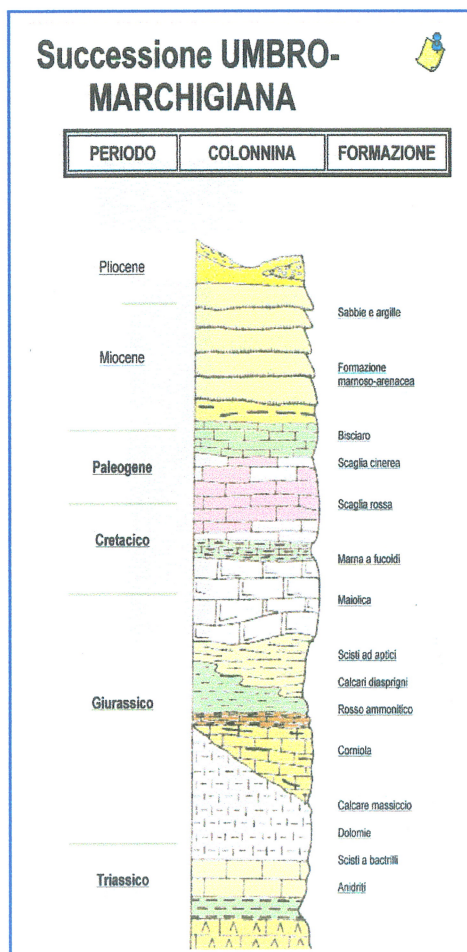 Successione UMBRO-
MARCHIGIANA
PERIODO COLONNINA FORMAZIONE
Pliocene
Sabbie e argille
Miocene
Formazione
marnoso-arenacea
Bisciaro
Paleogene
Scaglia cinerea
Scaglia rossa
Cretacico
Marna a fucoidi
Maiolica
Scisti ad aptici
Calcari diasprigni
Giurassico
Rosso ammonitico
Corniola
Calcare massiccio
Dolomie
Scisti a bactrilli
Triassico
Anidriti